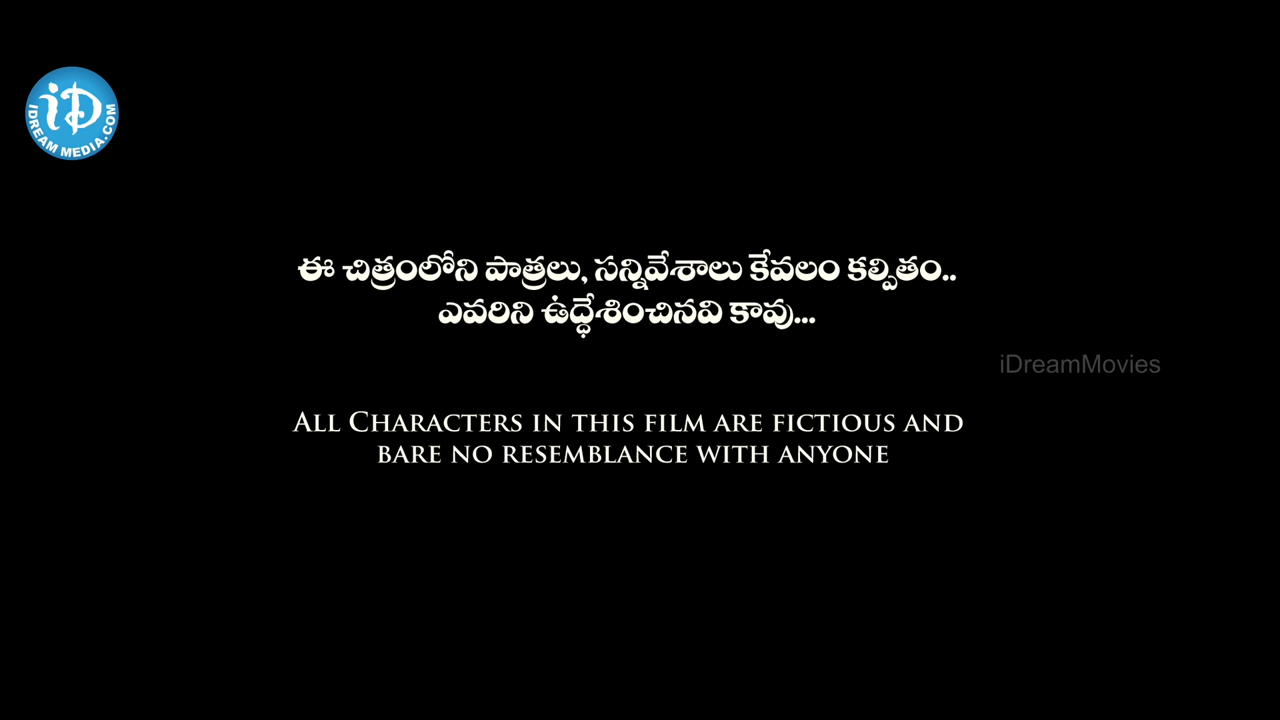 iD
IDREAM MEDIA.COM
ఈ చిత్రంలోని పాత్రలు, సన్నివేశాలు కేవలం కల్పితం..
ఎవరిని ఉద్ధేశించినవి కావు...
iDreamMovies
ALL CHARACTERS IN THIS FILM ARE FICTIOUS AND
BARE NO RESEMBLANCE WITH ANYONE